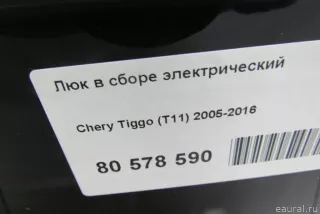 Люк в сборе электрический
Chery Tiggo (T11) 2005-2016
80 578 590
eaural.ru